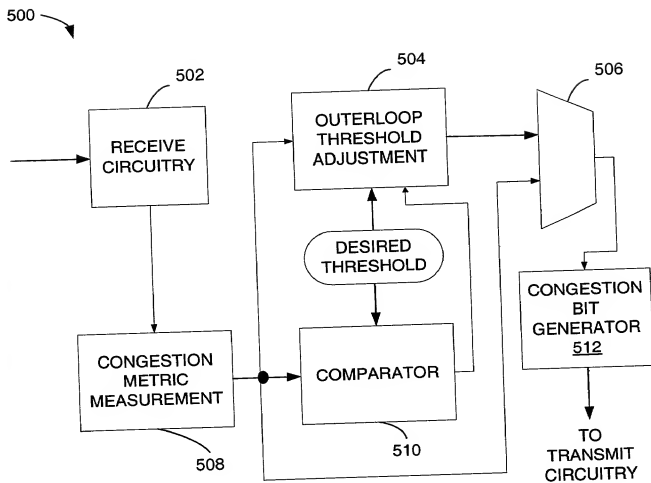 500
502
RECEIVE
CIRCUITRY
504
OUTERLOOP
THRESHOLD
ADJUSTMENT
506
DESIRED
THRESHOLD
CONGESTION
METRIC
MEASUREMENT
508
COMPARATOR
510
CONGESTION
BIT
GENERATOR
512
TO
TRANSMIT
CIRCUITRY